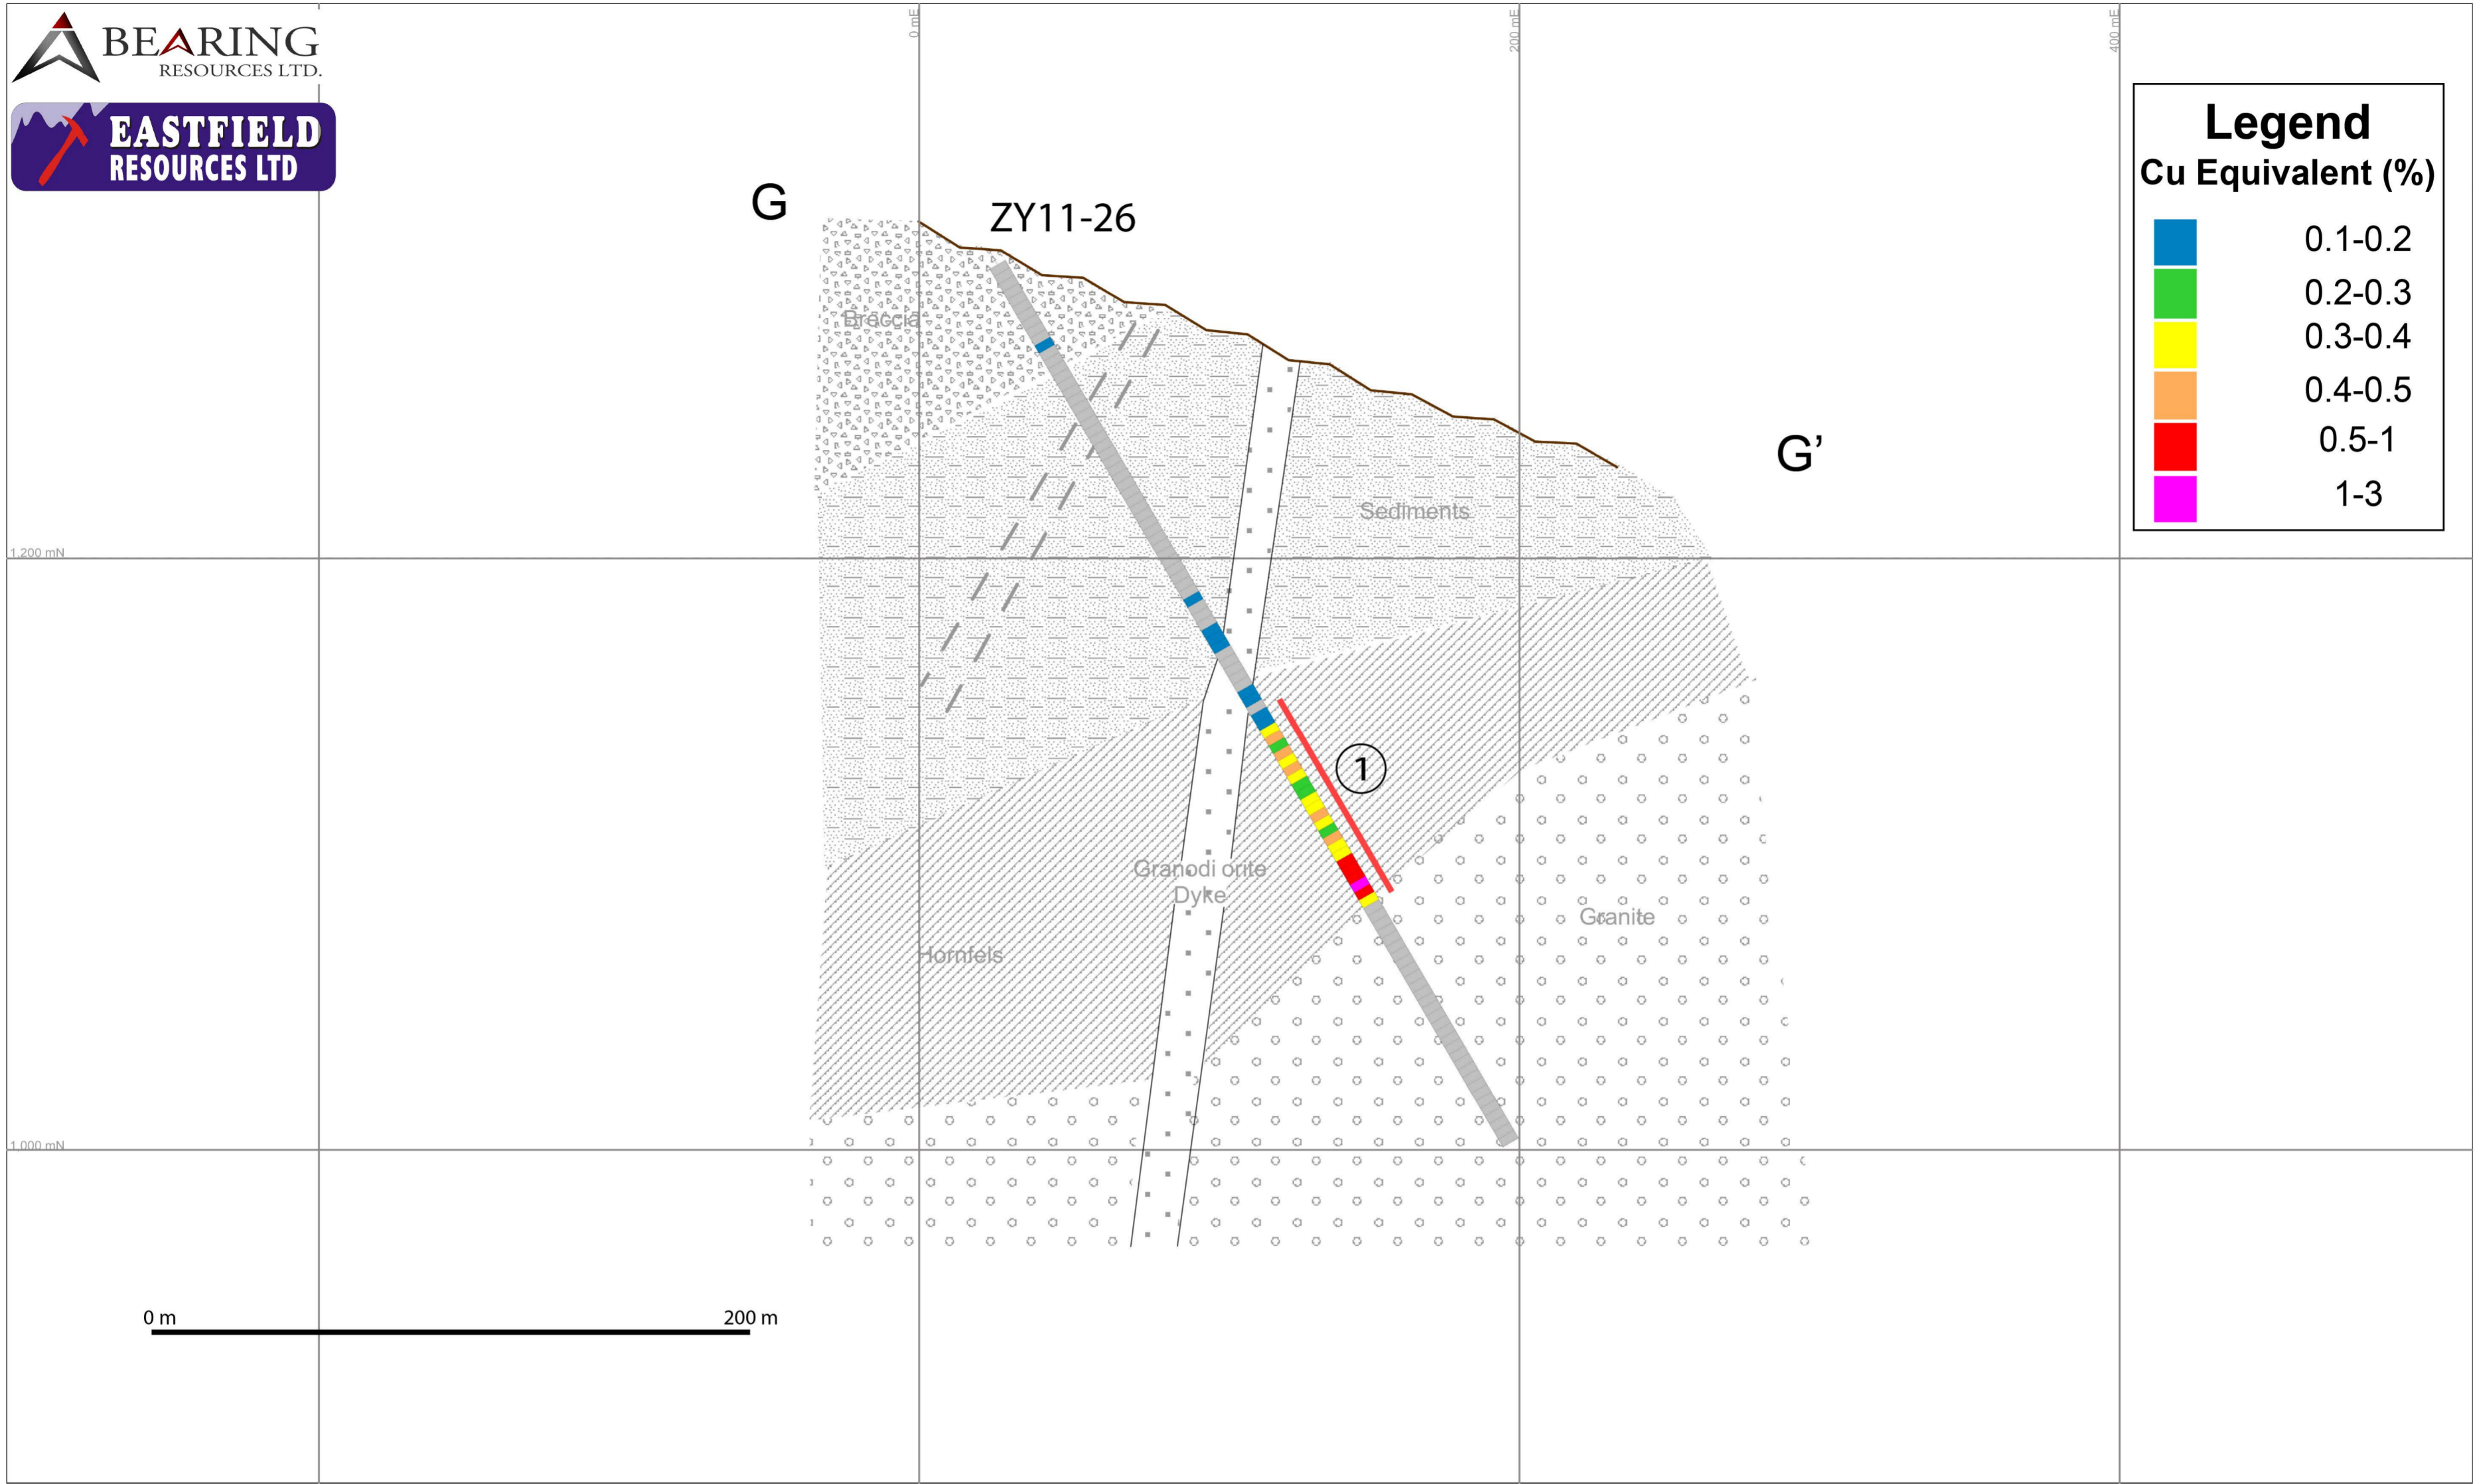 BEARING
RESOURCES LTD.
EASTFIELD
RESOURCES LTD
0 mE
200 mE
400 mE
Legend
Cu Equivalent (%)
0.1-0.2
0.2-0.3
0.3-0.4
0.4-0.5
0.5-1
1-3
G
ZY11-26
Breccia
G’
Sediments
1,200 mN
1
Granodi orite
Dyke
Granite
Hornfels
1,000 mN
0 m
200 m